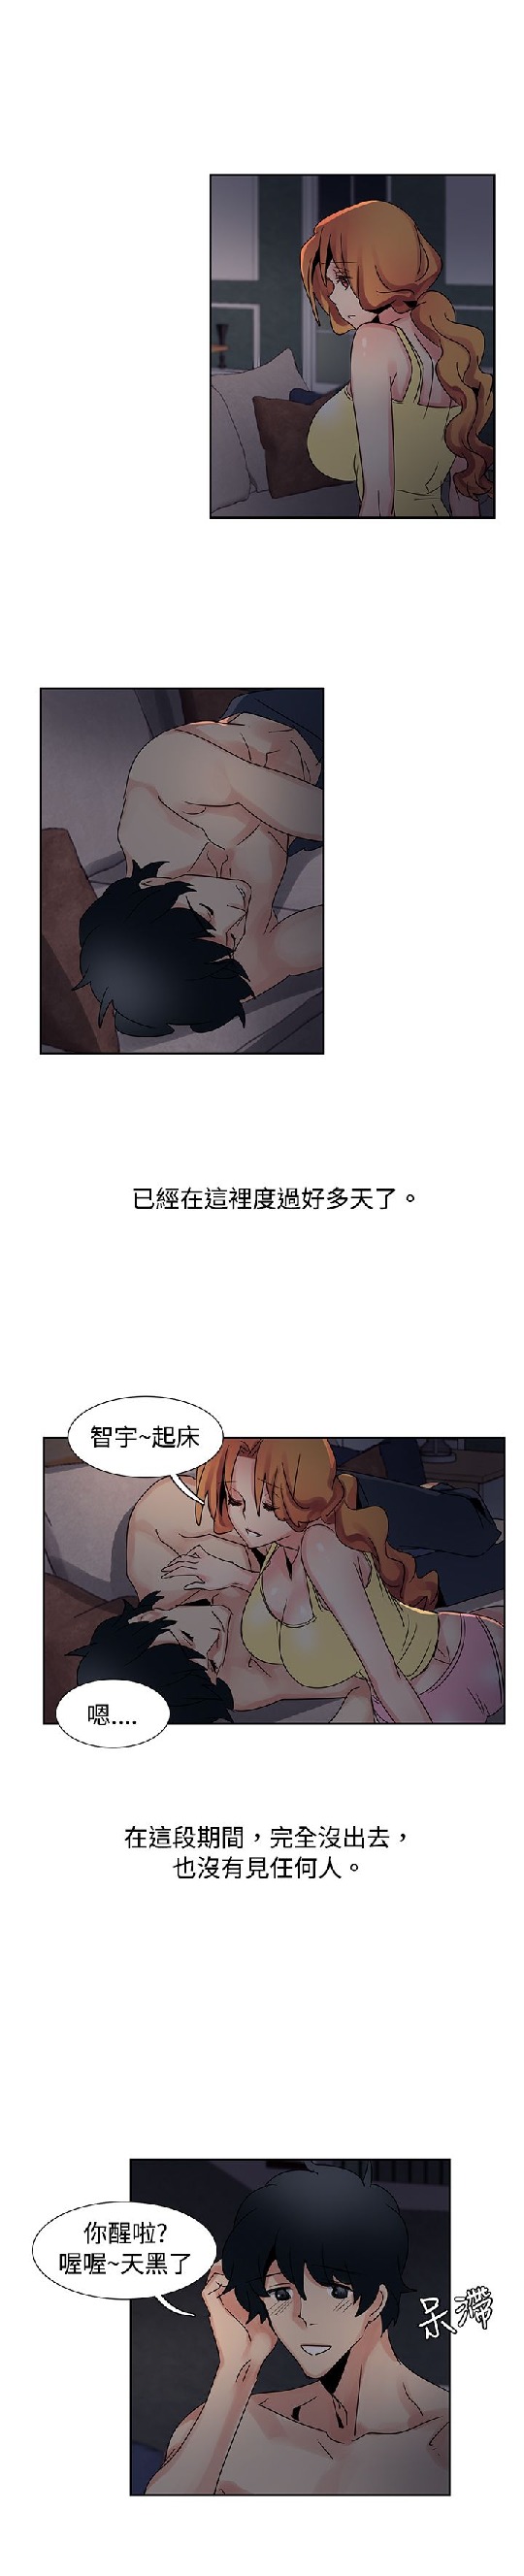 已經在這裡度過好多天了。
智宇~起床
嗯....
在這段期間，完全沒出去，
也沒有見任何人。
你醒啦?
喔喔~天黑了
呆滯